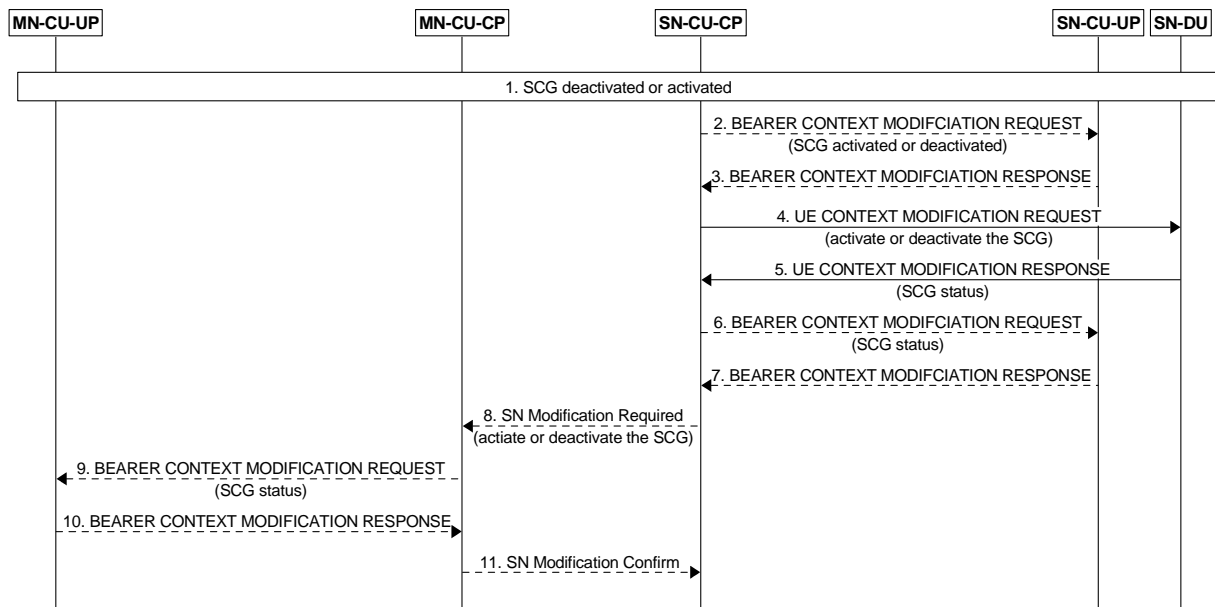 MN-CU-UP
MN-CU-CP
SN-CU-CP
SN-CU-UP
SN-DU
1. SCG deactivated or activated
2. BEARER CONTEXT MODIFCIATION REQUEST
(SCG activated or deactivated)
3. BEARER CONTEXT MODIFCIATION RESPONSE
4. UE CONTEXT MODIFICATION REQUEST
(activate or deactivate the SCG)
5. UE CONTEXT MODIFICATION RESPONSE
(SCG status)
6. BEARER CONTEXT MODIFCIATION REQUEST
(SCG status)
7. BEARER CONTEXT MODIFCIATION RESPONSE
8. SN Modification Required
(actiate or deactivate the SCG)
9. BEARER CONTEXT MODIFICATION REQUEST
(SCG status)
10. BEARER CONTEXT MODIFICATION RESPONSE
11. SN Modification Confirm